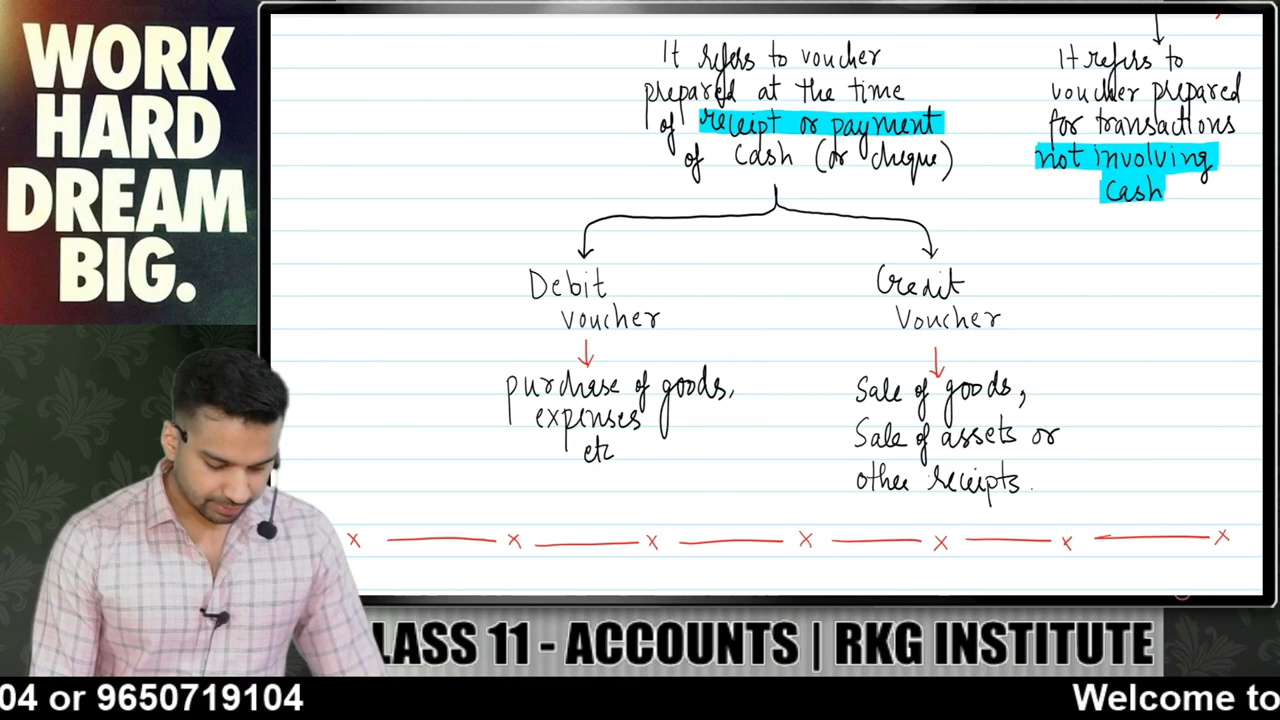 WORK
HARD
DREAM
BIG.
It refers to voucher
prepared at the time
of receipt or payment
of cash (or cheque)
It refers to
voucher prepared
for transactions
not involving
cash
Debit
voucher
Credit
Voucher
purchase of goods,
expenses
etc
Sale of goods,
Sale of assets or
other receipts.
LASS 11 - ACCOUNTS | RKG INSTITUTE
04 or 9650719104
Welcome to